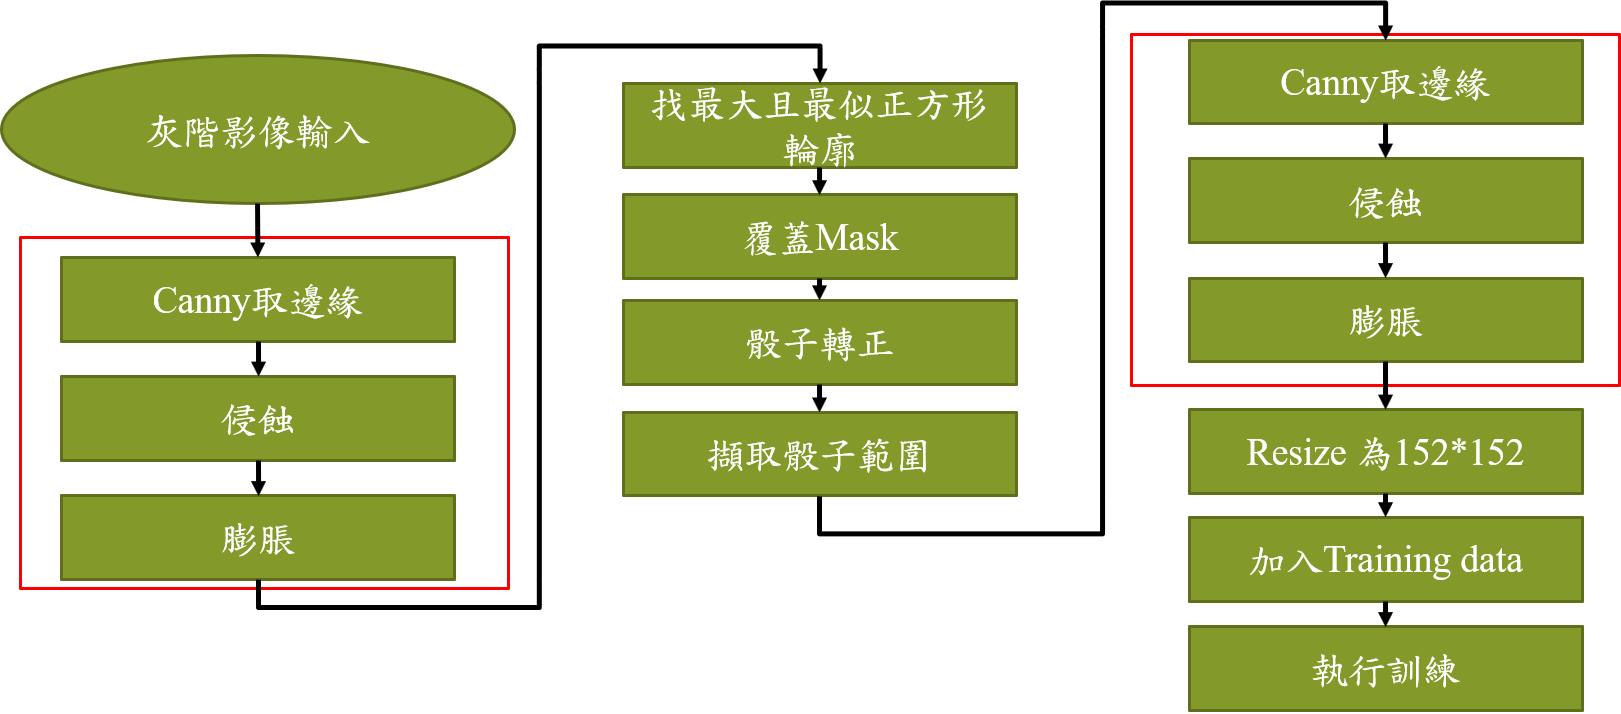 灰階影像輸入
Canny取邊緣
侵蝕
膨脹
找最大且最似正方形
輪廓
覆蓋Mask
骰子轉正
擷取骰子範圍
Canny取邊緣
侵蝕
膨脹
Resize 為152*152
加入Training data
執行訓練